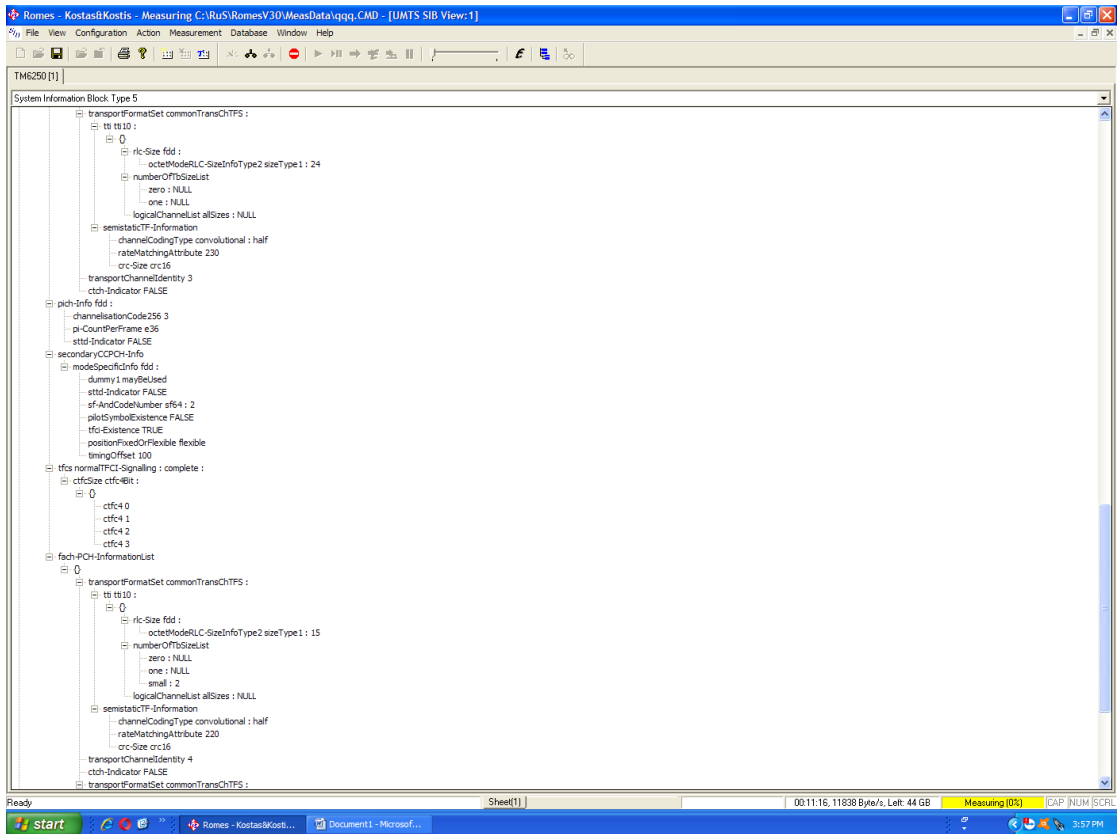 Romes - Kostas&Kostis - Measuring C:\RuS\RomesV30\MeasData\qqq.CMD - [UMTS SIB View:1]
File View Configuration Action Measurement Database Window Help
TM6250 [1]
System Information Block Type 5
transportFormatSet commonTransChTFS :
tti tti10 :
{}
rlc-Size fdd :
octetModeRLC-SizeInfoType2 sizeType1 : 24
numberOfTbSizeList
zero : NULL
one : NULL
logicalChannelList allSizes : NULL
semistaticTF-Information
channelCodingType convolutional : half
rateMatchingAttribute 230
crc-Size crc16
transportChannelIdentity 3
ctch-Indicator FALSE
pich-Info fdd :
channelisationCode256 3
pi-CountPerFrame e36
sttd-Indicator FALSE
secondaryCCPCH-Info
modeSpecificInfo fdd :
dummy1 mayBeUsed
sttd-Indicator FALSE
sf-AndCodeNumber sf64 : 2
pilotSymbolExistence FALSE
tfci-Existence TRUE
positionFixedOrFlexible flexible
timingOffset 100
tfcs normalTFCI-Signalling : complete :
ctfcSize ctfc4Bit :
{}
ctfc4 0
ctfc4 1
ctfc4 2
ctfc4 3
fach-PCH-InformationList
{}
transportFormatSet commonTransChTFS :
tti tti10 :
{}
rlc-Size fdd :
octetModeRLC-SizeInfoType2 sizeType1 : 15
numberOfTbSizeList
zero : NULL
one : NULL
small : 2
logicalChannelList allSizes : NULL
semistaticTF-Information
channelCodingType convolutional : half
rateMatchingAttribute 220
crc-Size crc16
transportChannelIdentity 4
ctch-Indicator FALSE
transportFormatSet commonTransChTFS :
Ready Sheet[1] 00:11:16, 11838 Byte/s, Left: 44 GB Measuring (0%) CAP NUM SCRL
start Romes - Kostas&Kosti... Document1 - Microsof... 3:57 PM